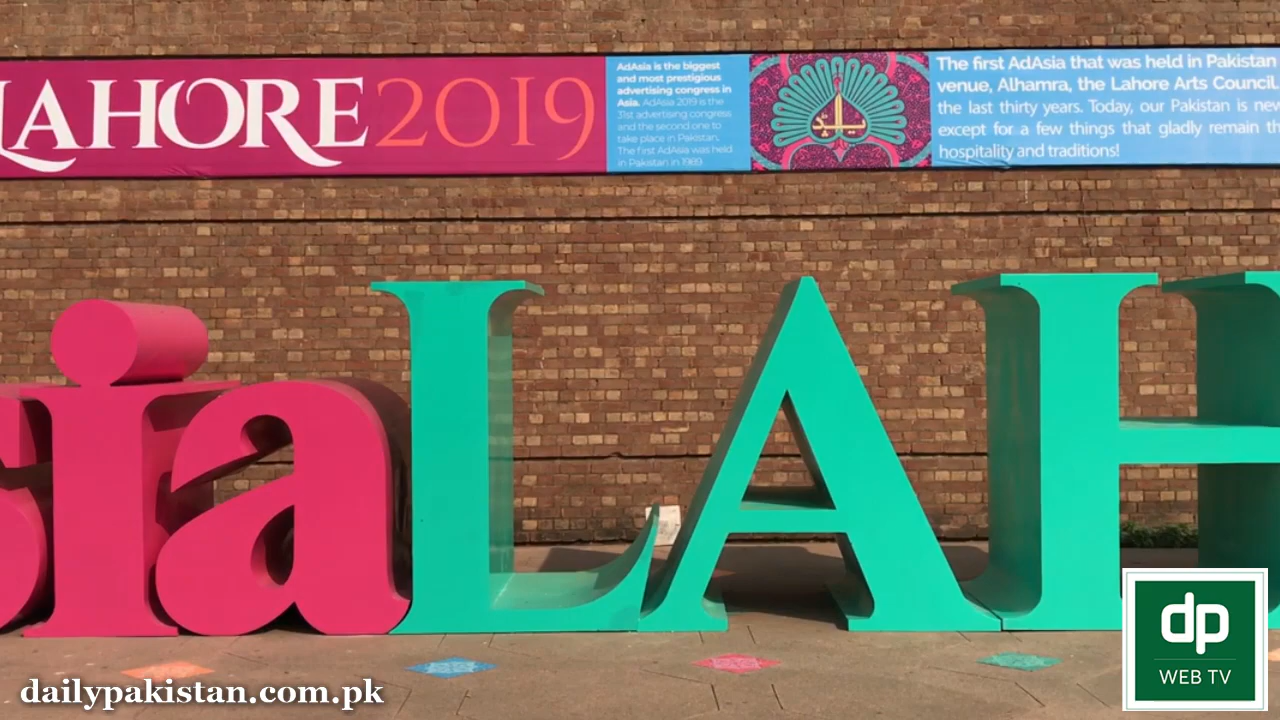 LAHORE 2019
AdAsia is the biggest
and most prestigious
advertising congress in
Asia. AdAsia 2019 is the
31st advertising congress
and the second one to
take place in Pakistan.
The first AdAsia was held
in Pakistan in 1989.
The first AdAsia that was held in Pakistan
venue, Alhamra, the Lahore Arts Council.
the last thirty years. Today, our Pakistan is new
except for a few things that gladly remain th
hospitality and traditions!
sia LAH
dp
WEB TV
dailypakistan.com.pk